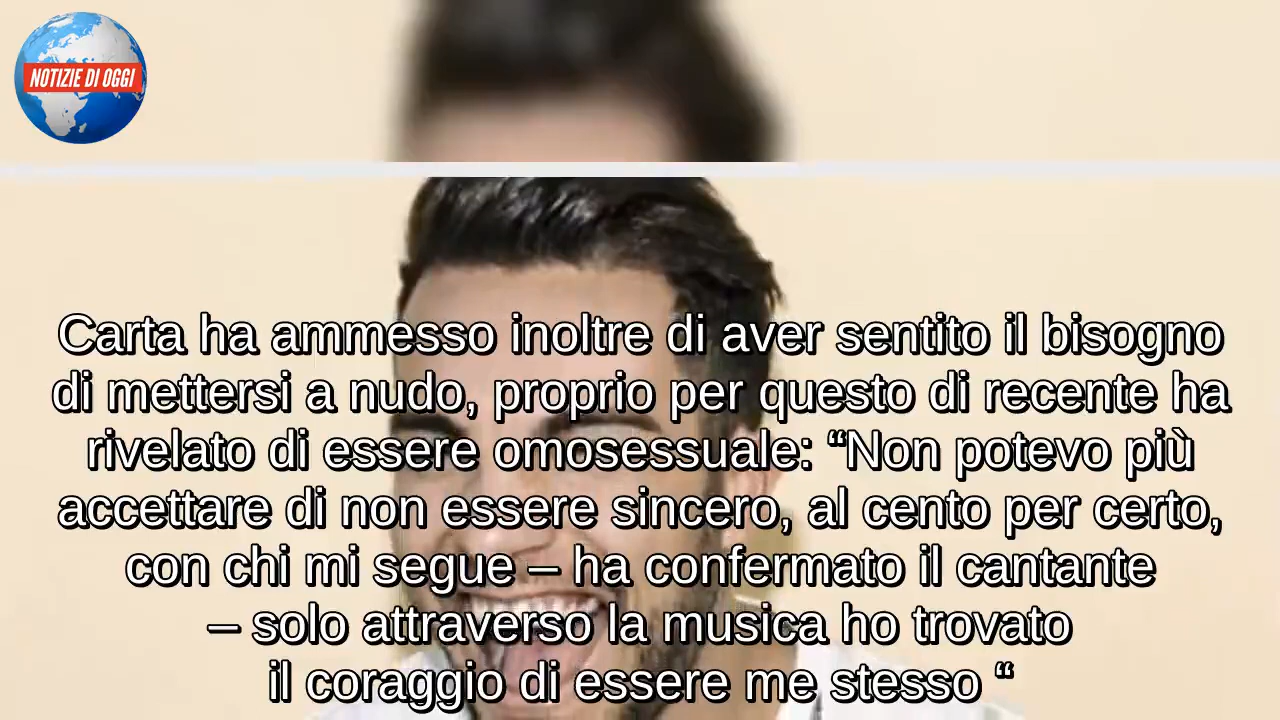 NOTIZIE DI OGGI
Carta ha ammesso inoltre di aver sentito il bisogno
di mettersi a nudo, proprio per questo di recente ha
rivelato di essere omosessuale: “Non potevo più
accettare di non essere sincero, al cento per certo,
con chi mi segue – ha confermato il cantante
– solo attraverso la musica ho trovato
il coraggio di essere me stesso “